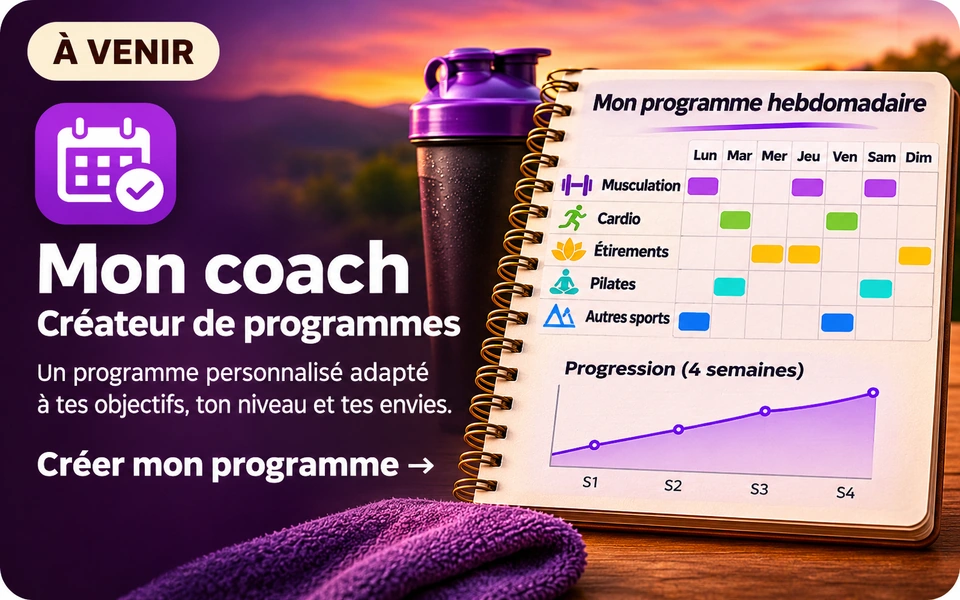 À VENIR
Mon coach
Créateur de programmes
Un programme personnalisé adapté
à tes objectifs, ton niveau et tes envies.
Créer mon programme →
Mon programme hebdomadaire
Lun Mar Mer Jeu Ven Sam Dim
Musculation
Cardio
Étirements
Pilates
Autres sports
Progression (4 semaines)
S1 S2 S3 S4